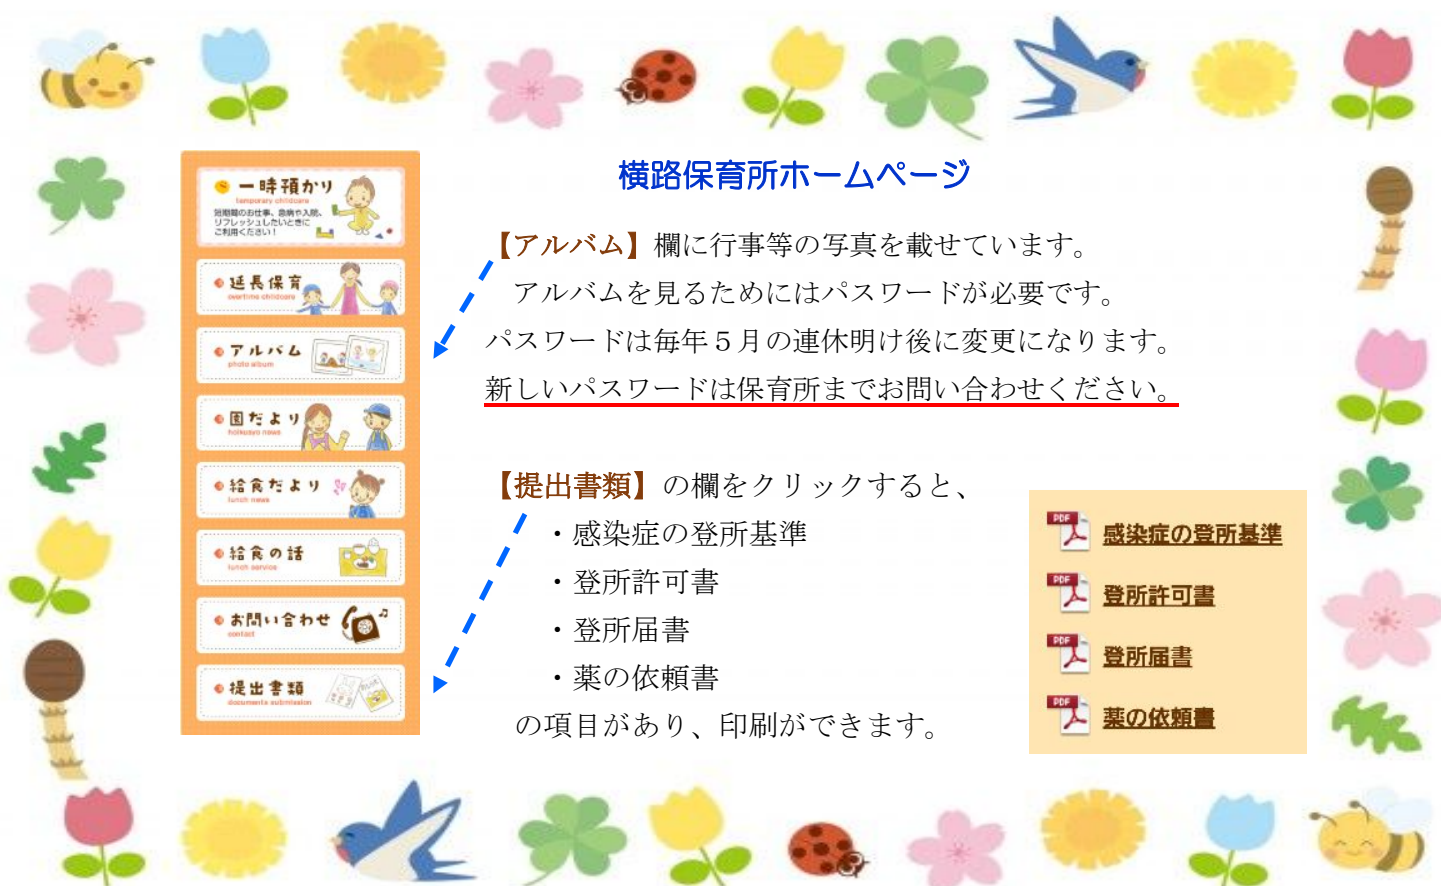 横路保育所ホームページ
一時預かり
temporary childcare
短期間のお仕事、急病や入院、
リフレッシュしたいときに
ご利用ください！
延長保育
overtime childcare
アルバム
photo album
園だより
hoikusyo news
給食だより
lunch news
給食の話
lunch service
お問い合わせ
contact
提出書類
documents submission
【アルバム】欄に行事等の写真を載せています。
アルバムを見るためにはパスワードが必要です。
パスワードは毎年５月の連休明け後に変更になります。
新しいパスワードは保育所までお問い合わせください。
【提出書類】の欄をクリックすると、
・感染症の登所基準
・登所許可書
・登所届書
・薬の依頼書
の項目があり、印刷ができます。
PDF 感染症の登所基準
PDF 登所許可書
PDF 登所届書
PDF 薬の依頼書